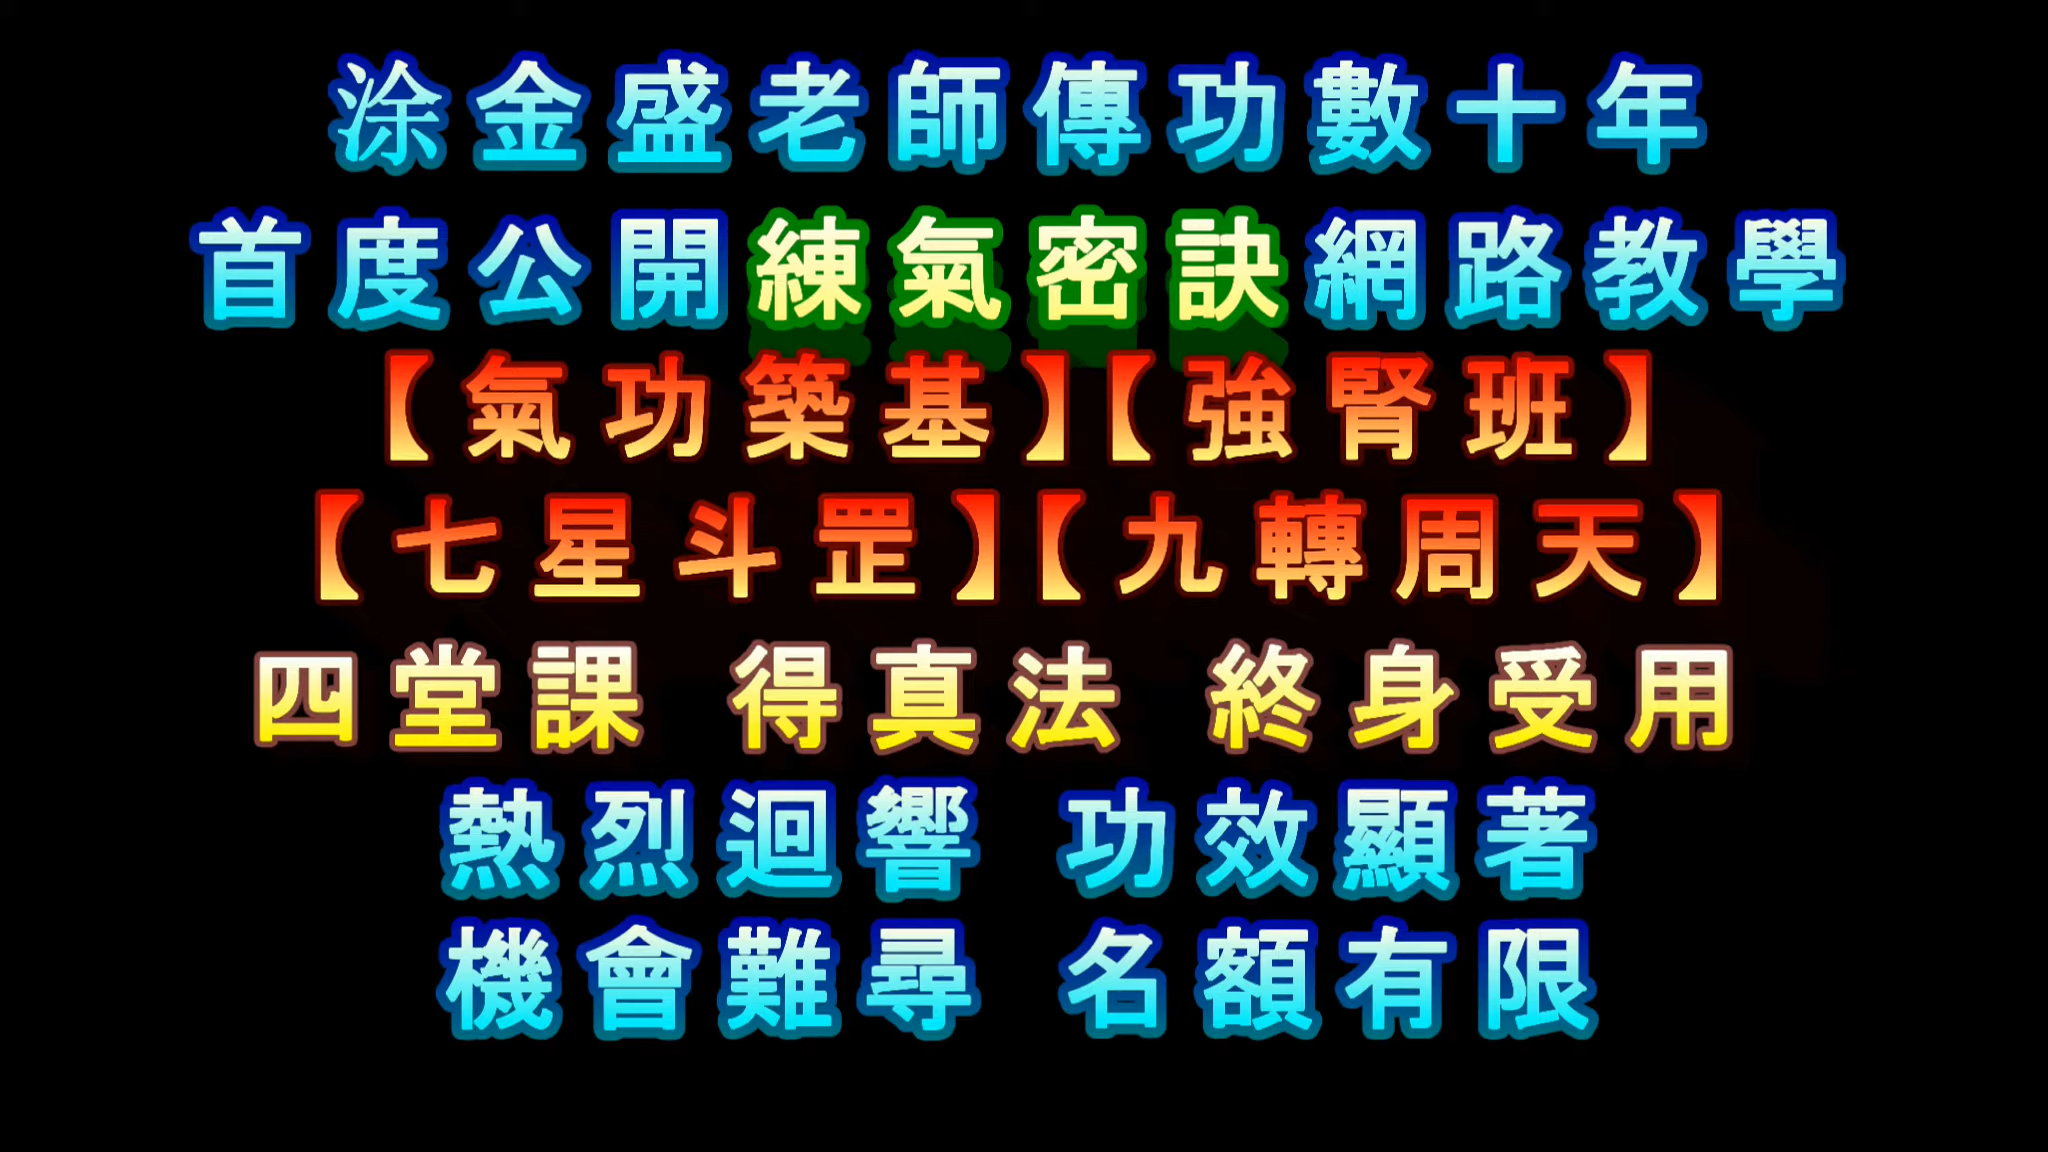 涂金盛老師傳功數十年
首度公開練氣密訣網路教學
【氣功築基】【強腎班】
【七星斗罡】【九轉周天】
四堂課 得真法 終身受用
熱烈迴響 功效顯著
機會難尋 名額有限